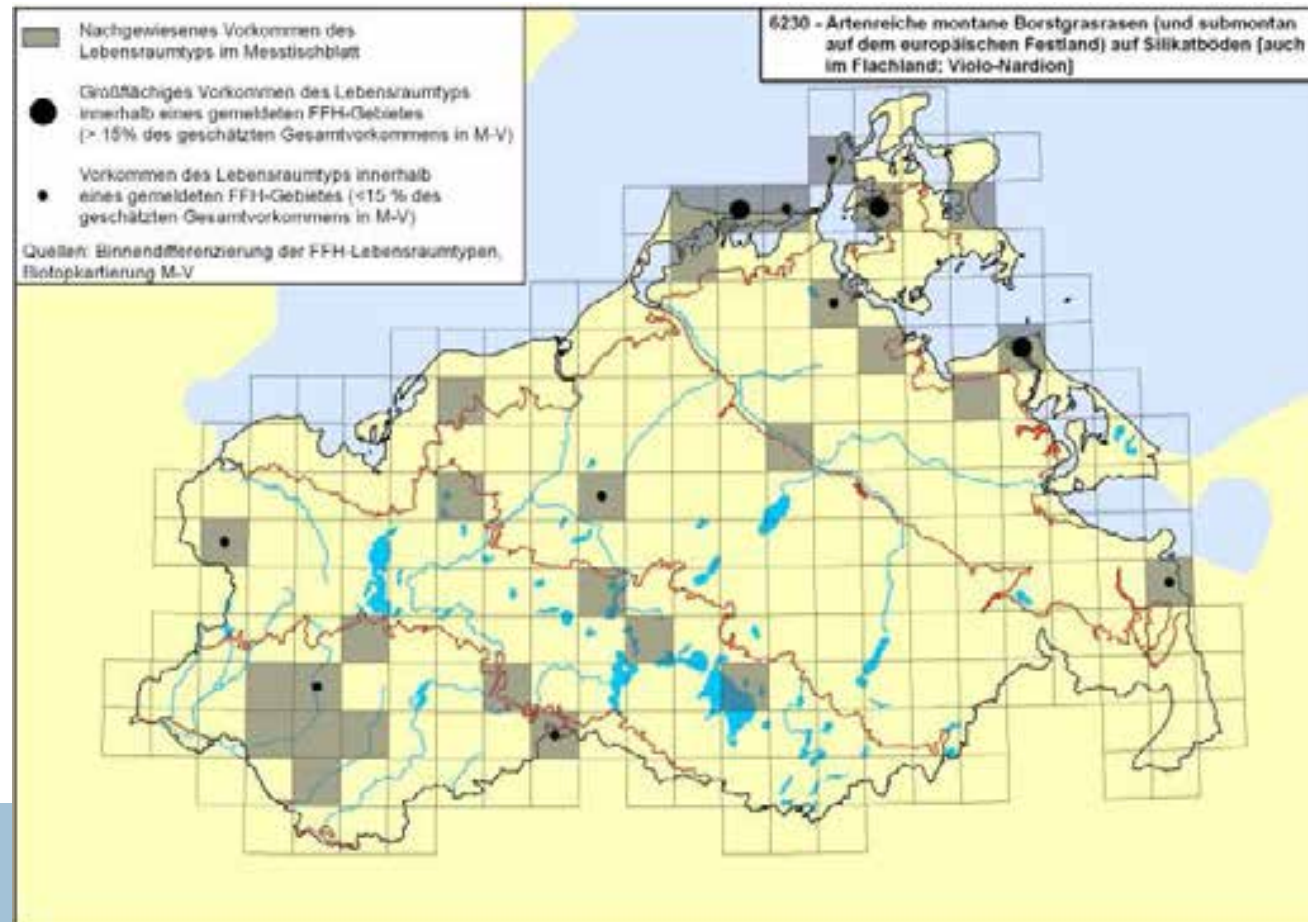 Nachgewiesenes Vorkommen des
Lebensraumtyps im Messtischblatt
Großflächiges Vorkommen des Lebensraumtyps
innerhalb eines gemeldeten FFH-Gebietes
(> 15% des geschätzten Gesamtvorkommens in M-V)
Vorkommen des Lebensraumtyps innerhalb
eines gemeldeten FFH-Gebietes (<15 % des
geschätzten Gesamtvorkommens in M-V)
Quellen: Binnendifferenzierung der FFH-Lebensraumtypen,
Biotopkartierung M-V
6230 - Artenreiche montane Borstgrasrasen (und submontan
auf dem europäischen Festland) auf Silikatböden [auch
im Flachland; Violo-Nardion]